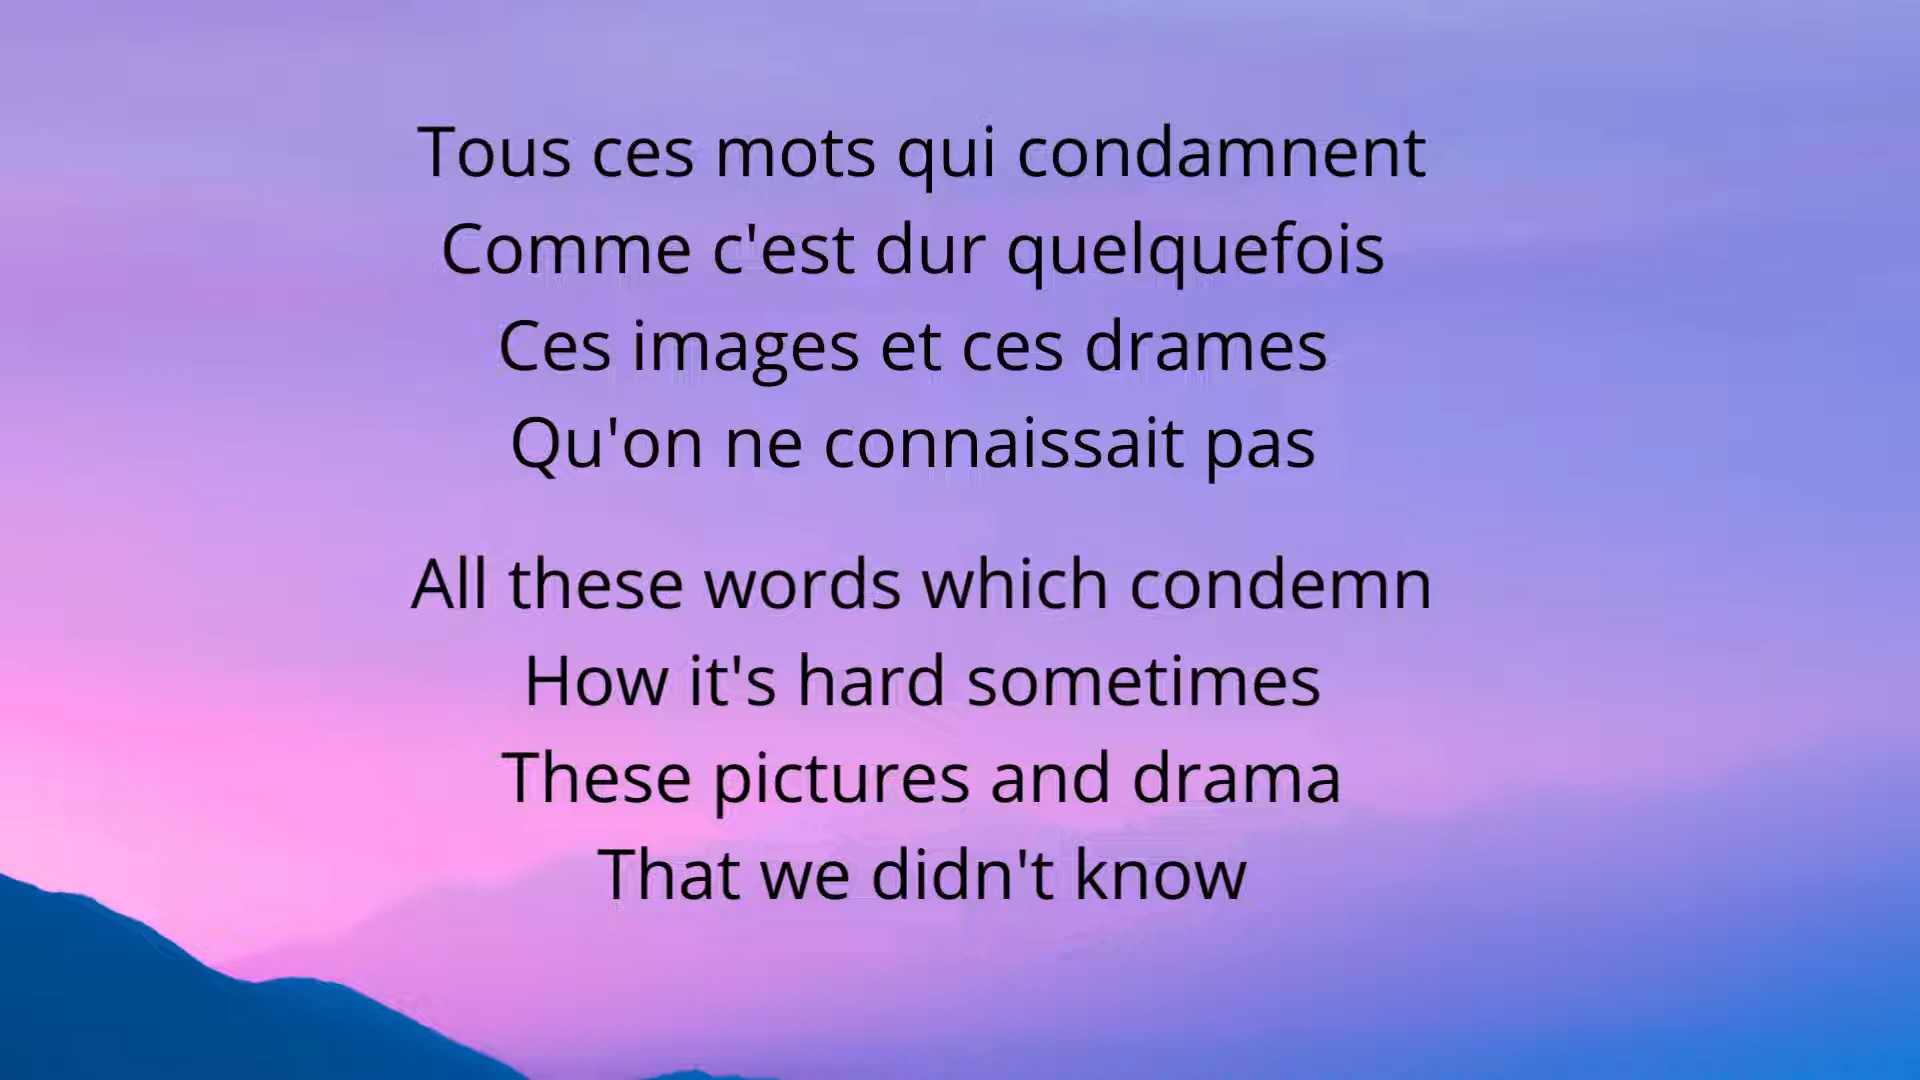 Tous ces mots qui condamnent
Comme c'est dur quelquefois
Ces images et ces drames
Qu'on ne connaissait pas
All these words which condemn
How it's hard sometimes
These pictures and drama
That we didn't know